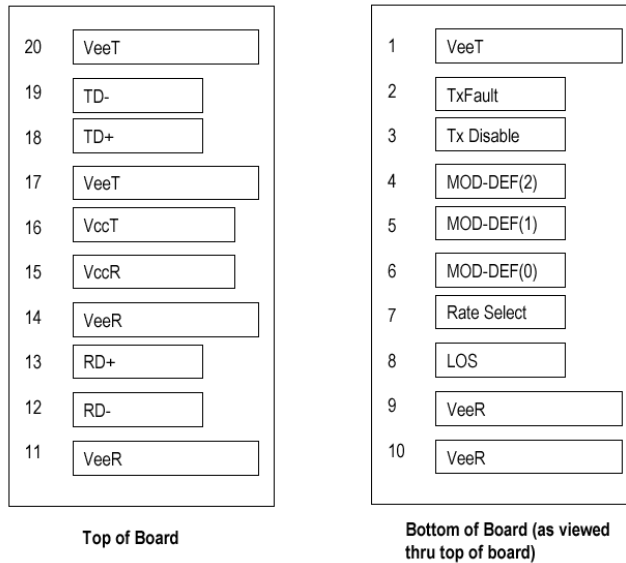 20 VeeT
19 TD-
18 TD+
17 VeeT
16 VccT
15 VccR
14 VeeR
13 RD+
12 RD-
11 VeeR
Top of Board
1 VeeT
2 TxFault
3 Tx Disable
4 MOD-DEF(2)
5 MOD-DEF(1)
6 MOD-DEF(0)
7 Rate Select
8 LOS
9 VeeR
10 VeeR
Bottom of Board (as viewed
thru top of board)